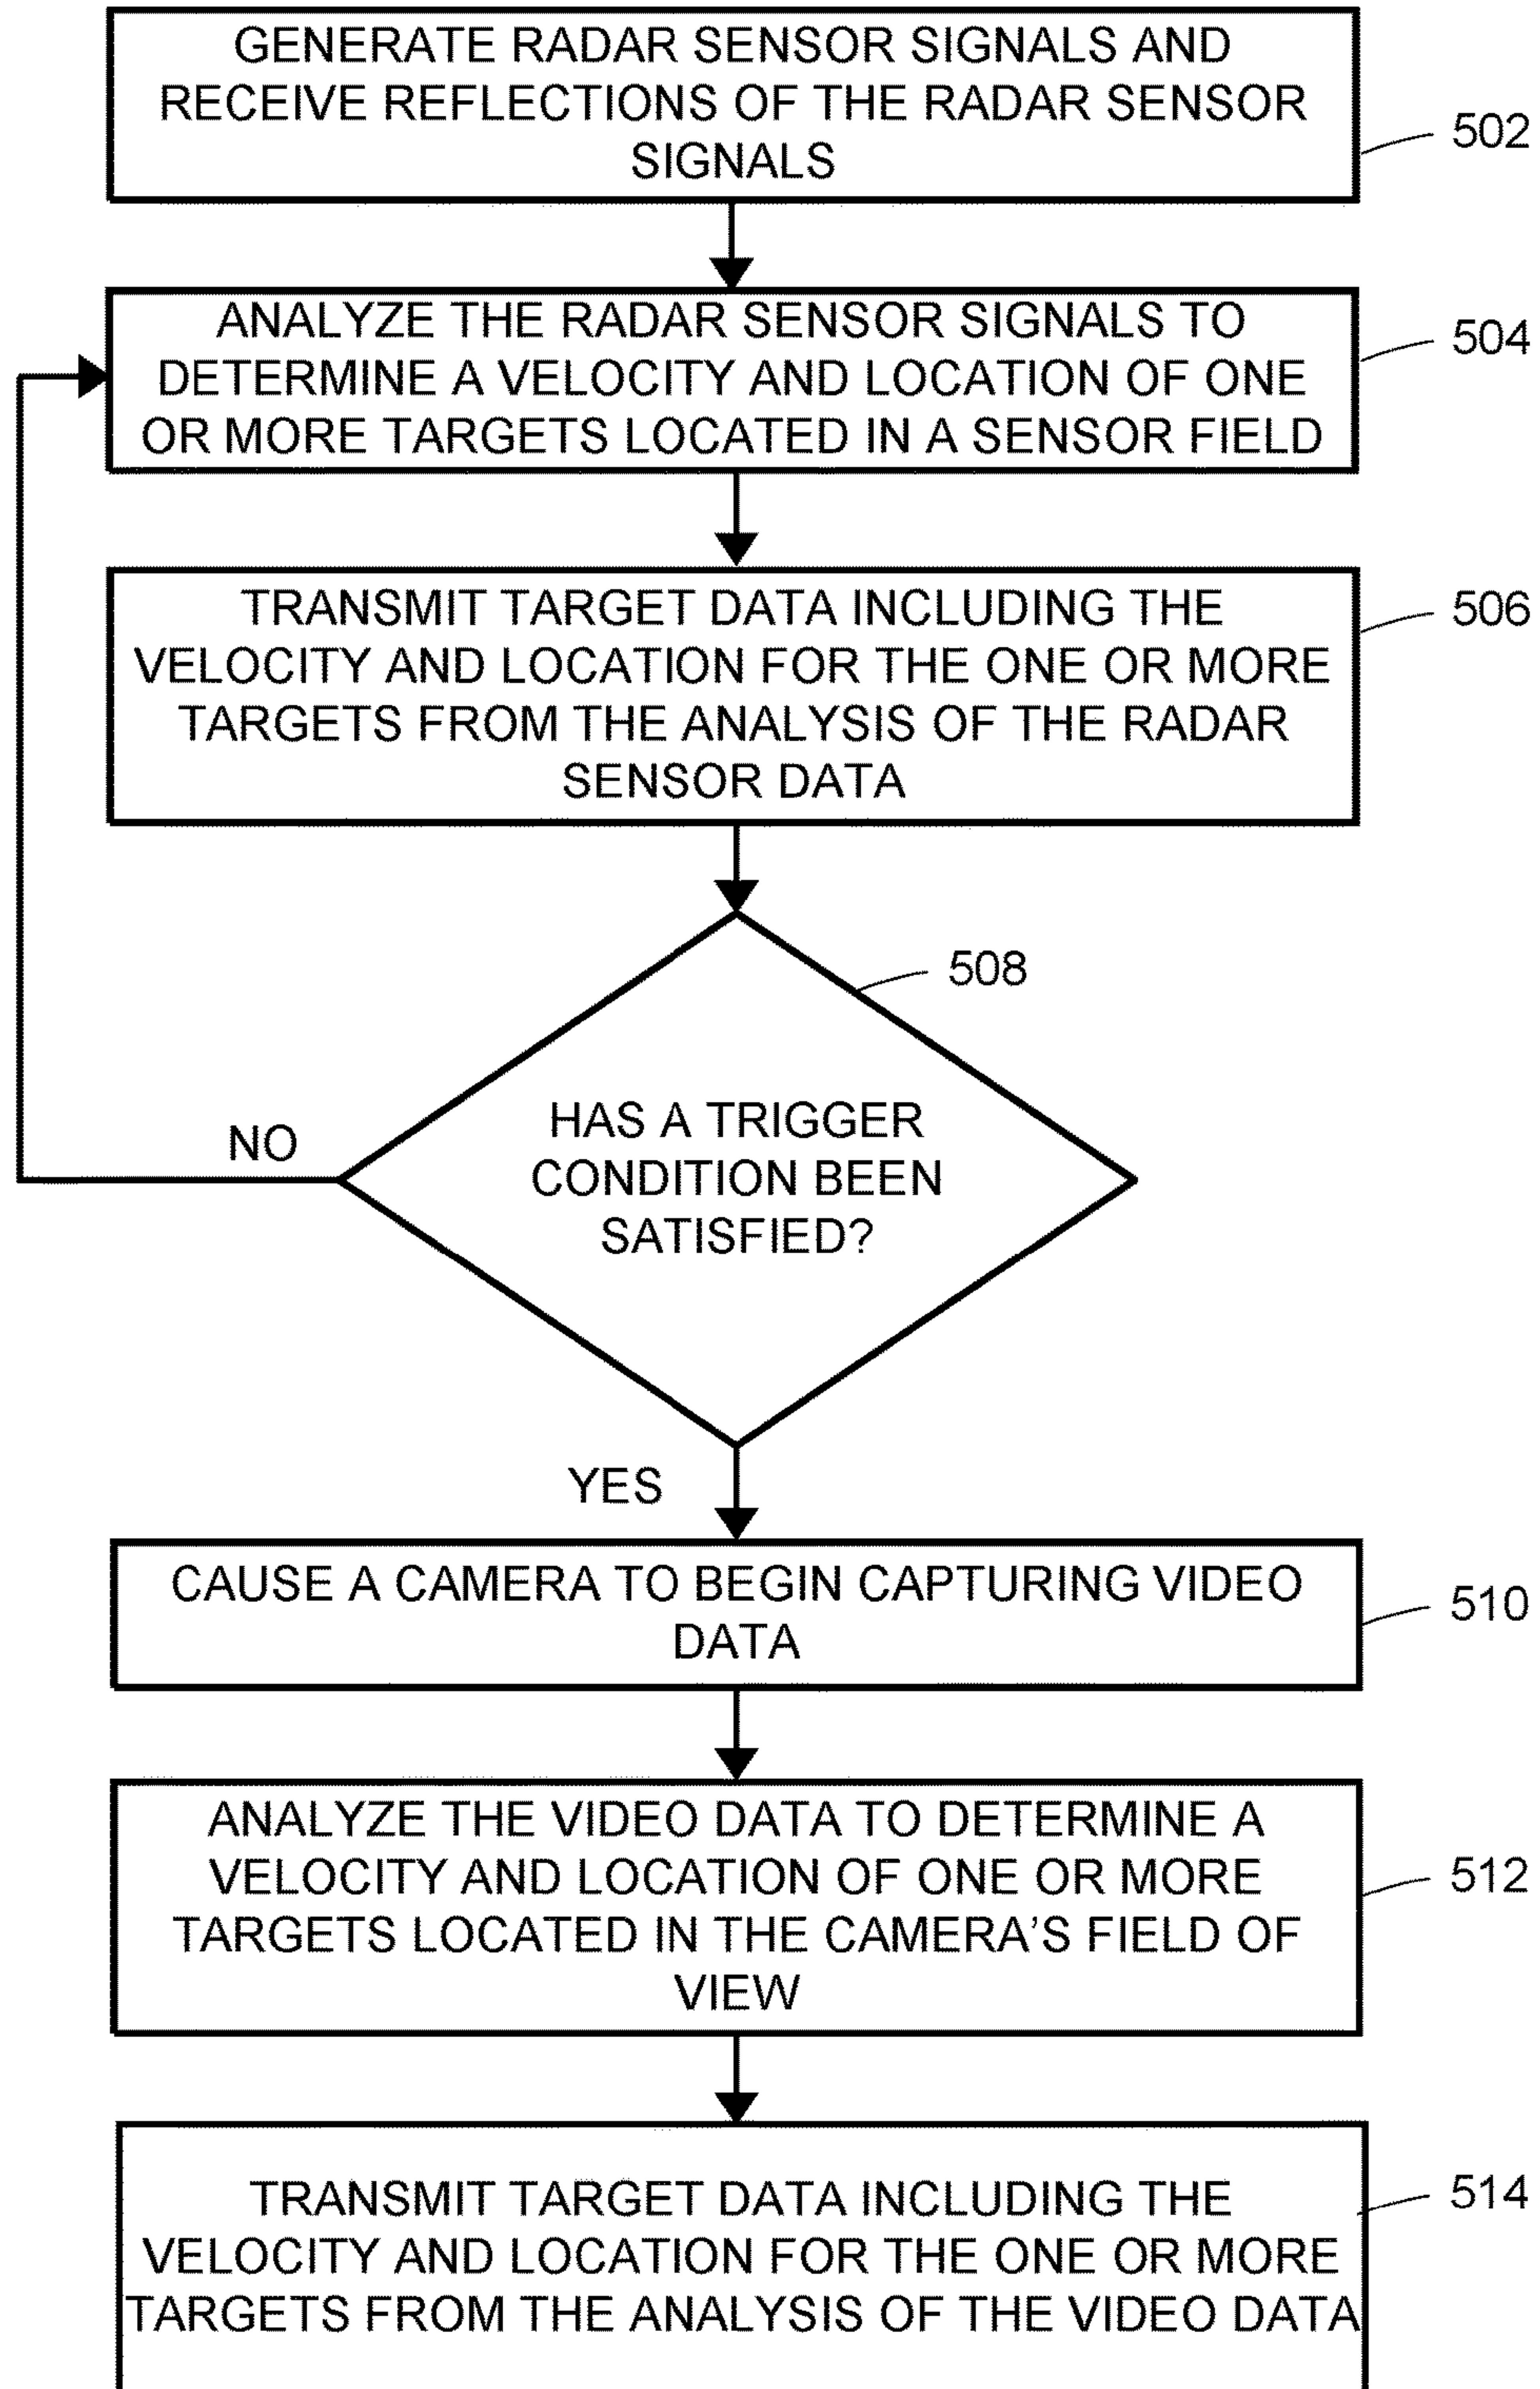 GENERATE RADAR SENSOR SIGNALS AND
RECEIVE REFLECTIONS OF THE RADAR SENSOR
SIGNALS
502
ANALYZE THE RADAR SENSOR SIGNALS TO
DETERMINE A VELOCITY AND LOCATION OF ONE
OR MORE TARGETS LOCATED IN A SENSOR FIELD
504
TRANSMIT TARGET DATA INCLUDING THE
VELOCITY AND LOCATION FOR THE ONE OR MORE
TARGETS FROM THE ANALYSIS OF THE RADAR
SENSOR DATA
506
508
HAS A TRIGGER
CONDITION BEEN
SATISFIED?
NO
YES
CAUSE A CAMERA TO BEGIN CAPTURING VIDEO
DATA
510
ANALYZE THE VIDEO DATA TO DETERMINE A
VELOCITY AND LOCATION OF ONE OR MORE
TARGETS LOCATED IN THE CAMERA'S FIELD OF
VIEW
512
TRANSMIT TARGET DATA INCLUDING THE
VELOCITY AND LOCATION FOR THE ONE OR MORE
TARGETS FROM THE ANALYSIS OF THE VIDEO DATA
514